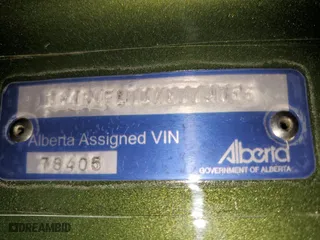 Alberta Assigned VIN
78406
Alberta
GOVERNMENT OF ALBERTA
DREAMBID